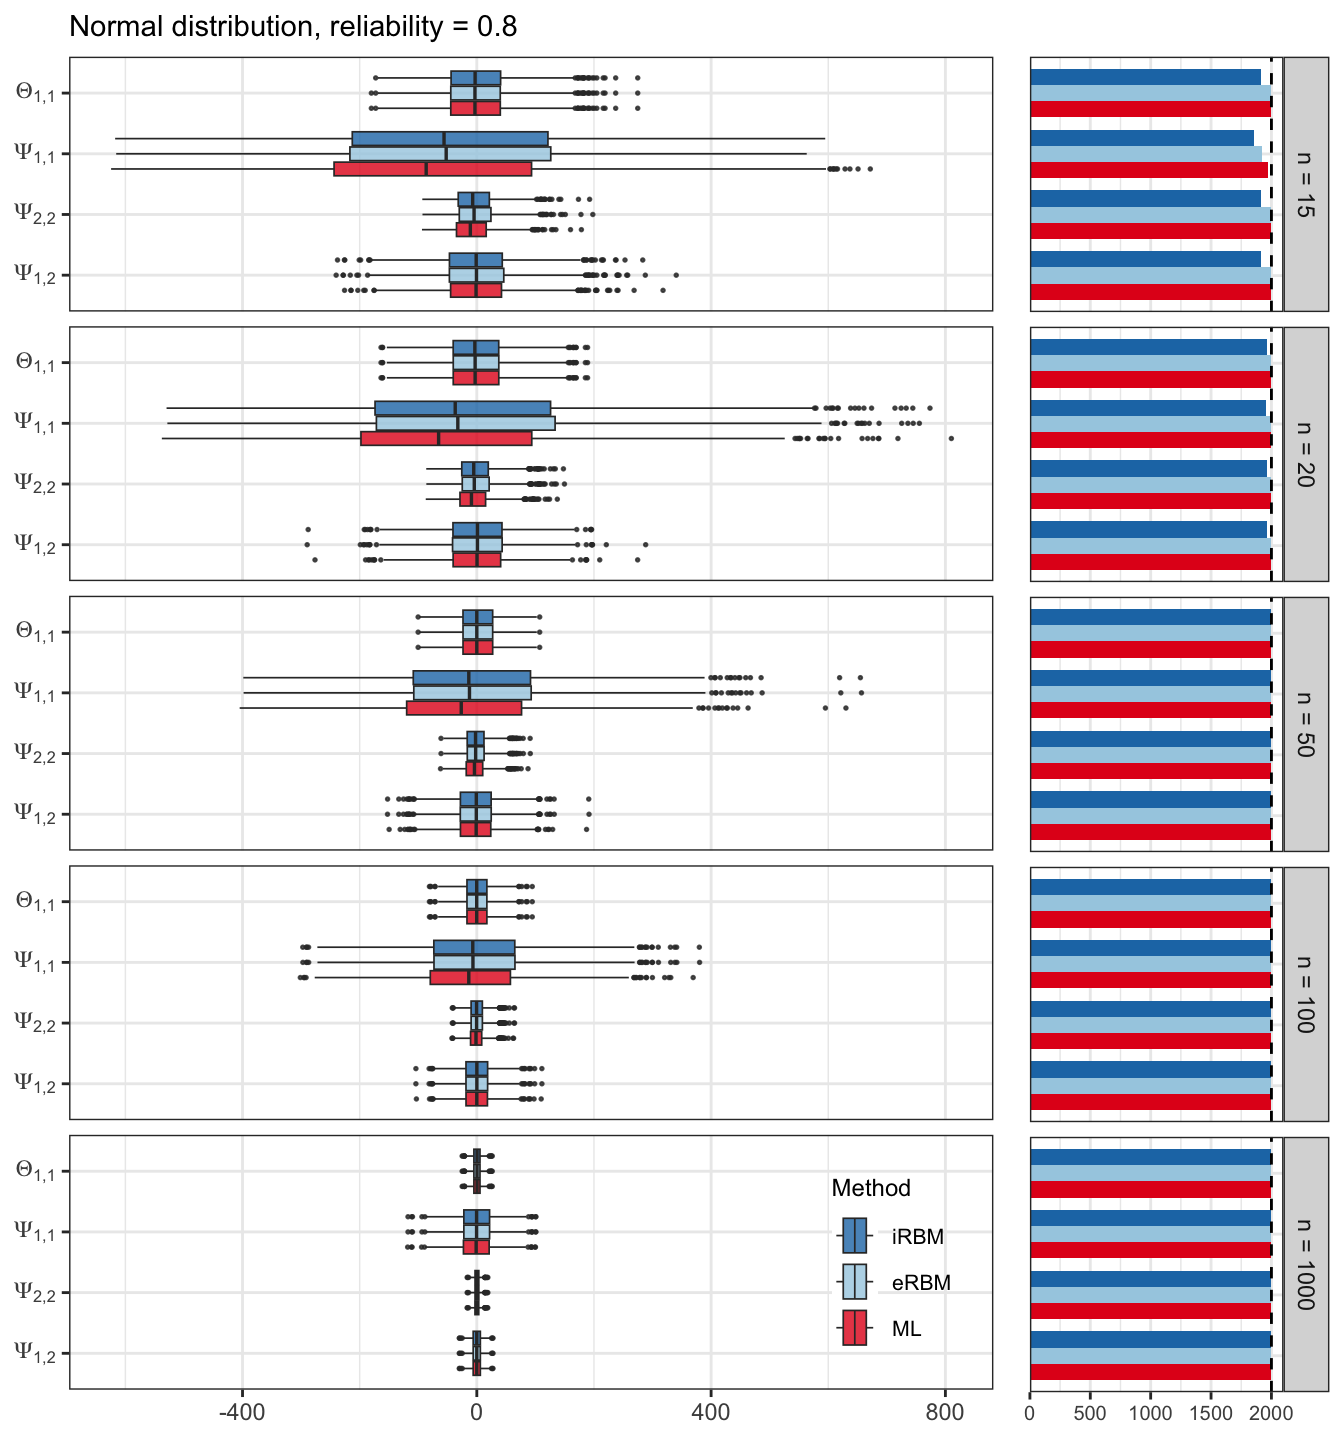 Normal distribution, reliability = 0.8
Θ1,1
Ψ1,1
Ψ2,2
Ψ1,2
n = 15
Θ1,1
Ψ1,1
Ψ2,2
Ψ1,2
n = 20
Θ1,1
Ψ1,1
Ψ2,2
Ψ1,2
n = 50
Θ1,1
Ψ1,1
Ψ2,2
Ψ1,2
n = 100
Θ1,1
Ψ1,1
Ψ2,2
Ψ1,2
n = 1000
Method
iRBM
eRBM
ML
-400 0 400 800
0 500 1000 1500 2000